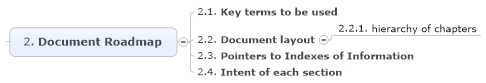 2. Document Roadmap
2.1. Key terms to be used
2.2. Document layout
2.2.1. hierarchy of chapters
2.3. Pointers to Indexes of Information
2.4. Intent of each section